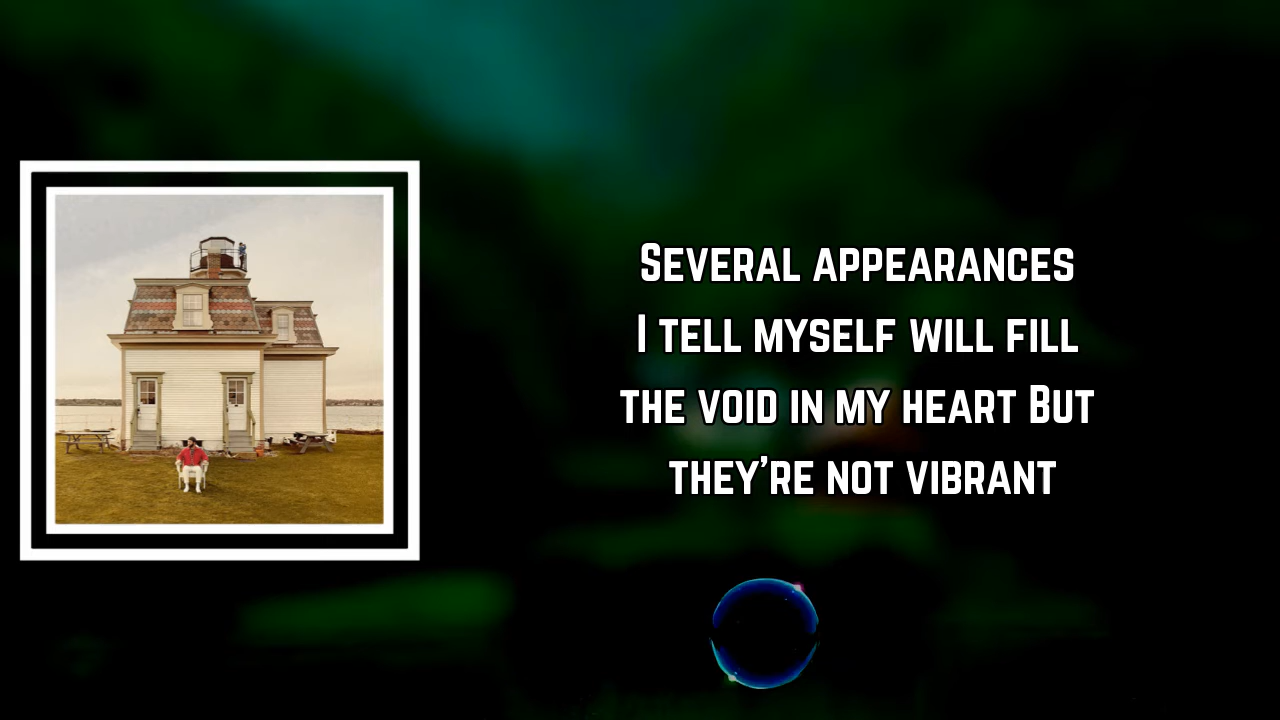 Several appearances
I tell myself will fill
the void in my heart But
they're not vibrant